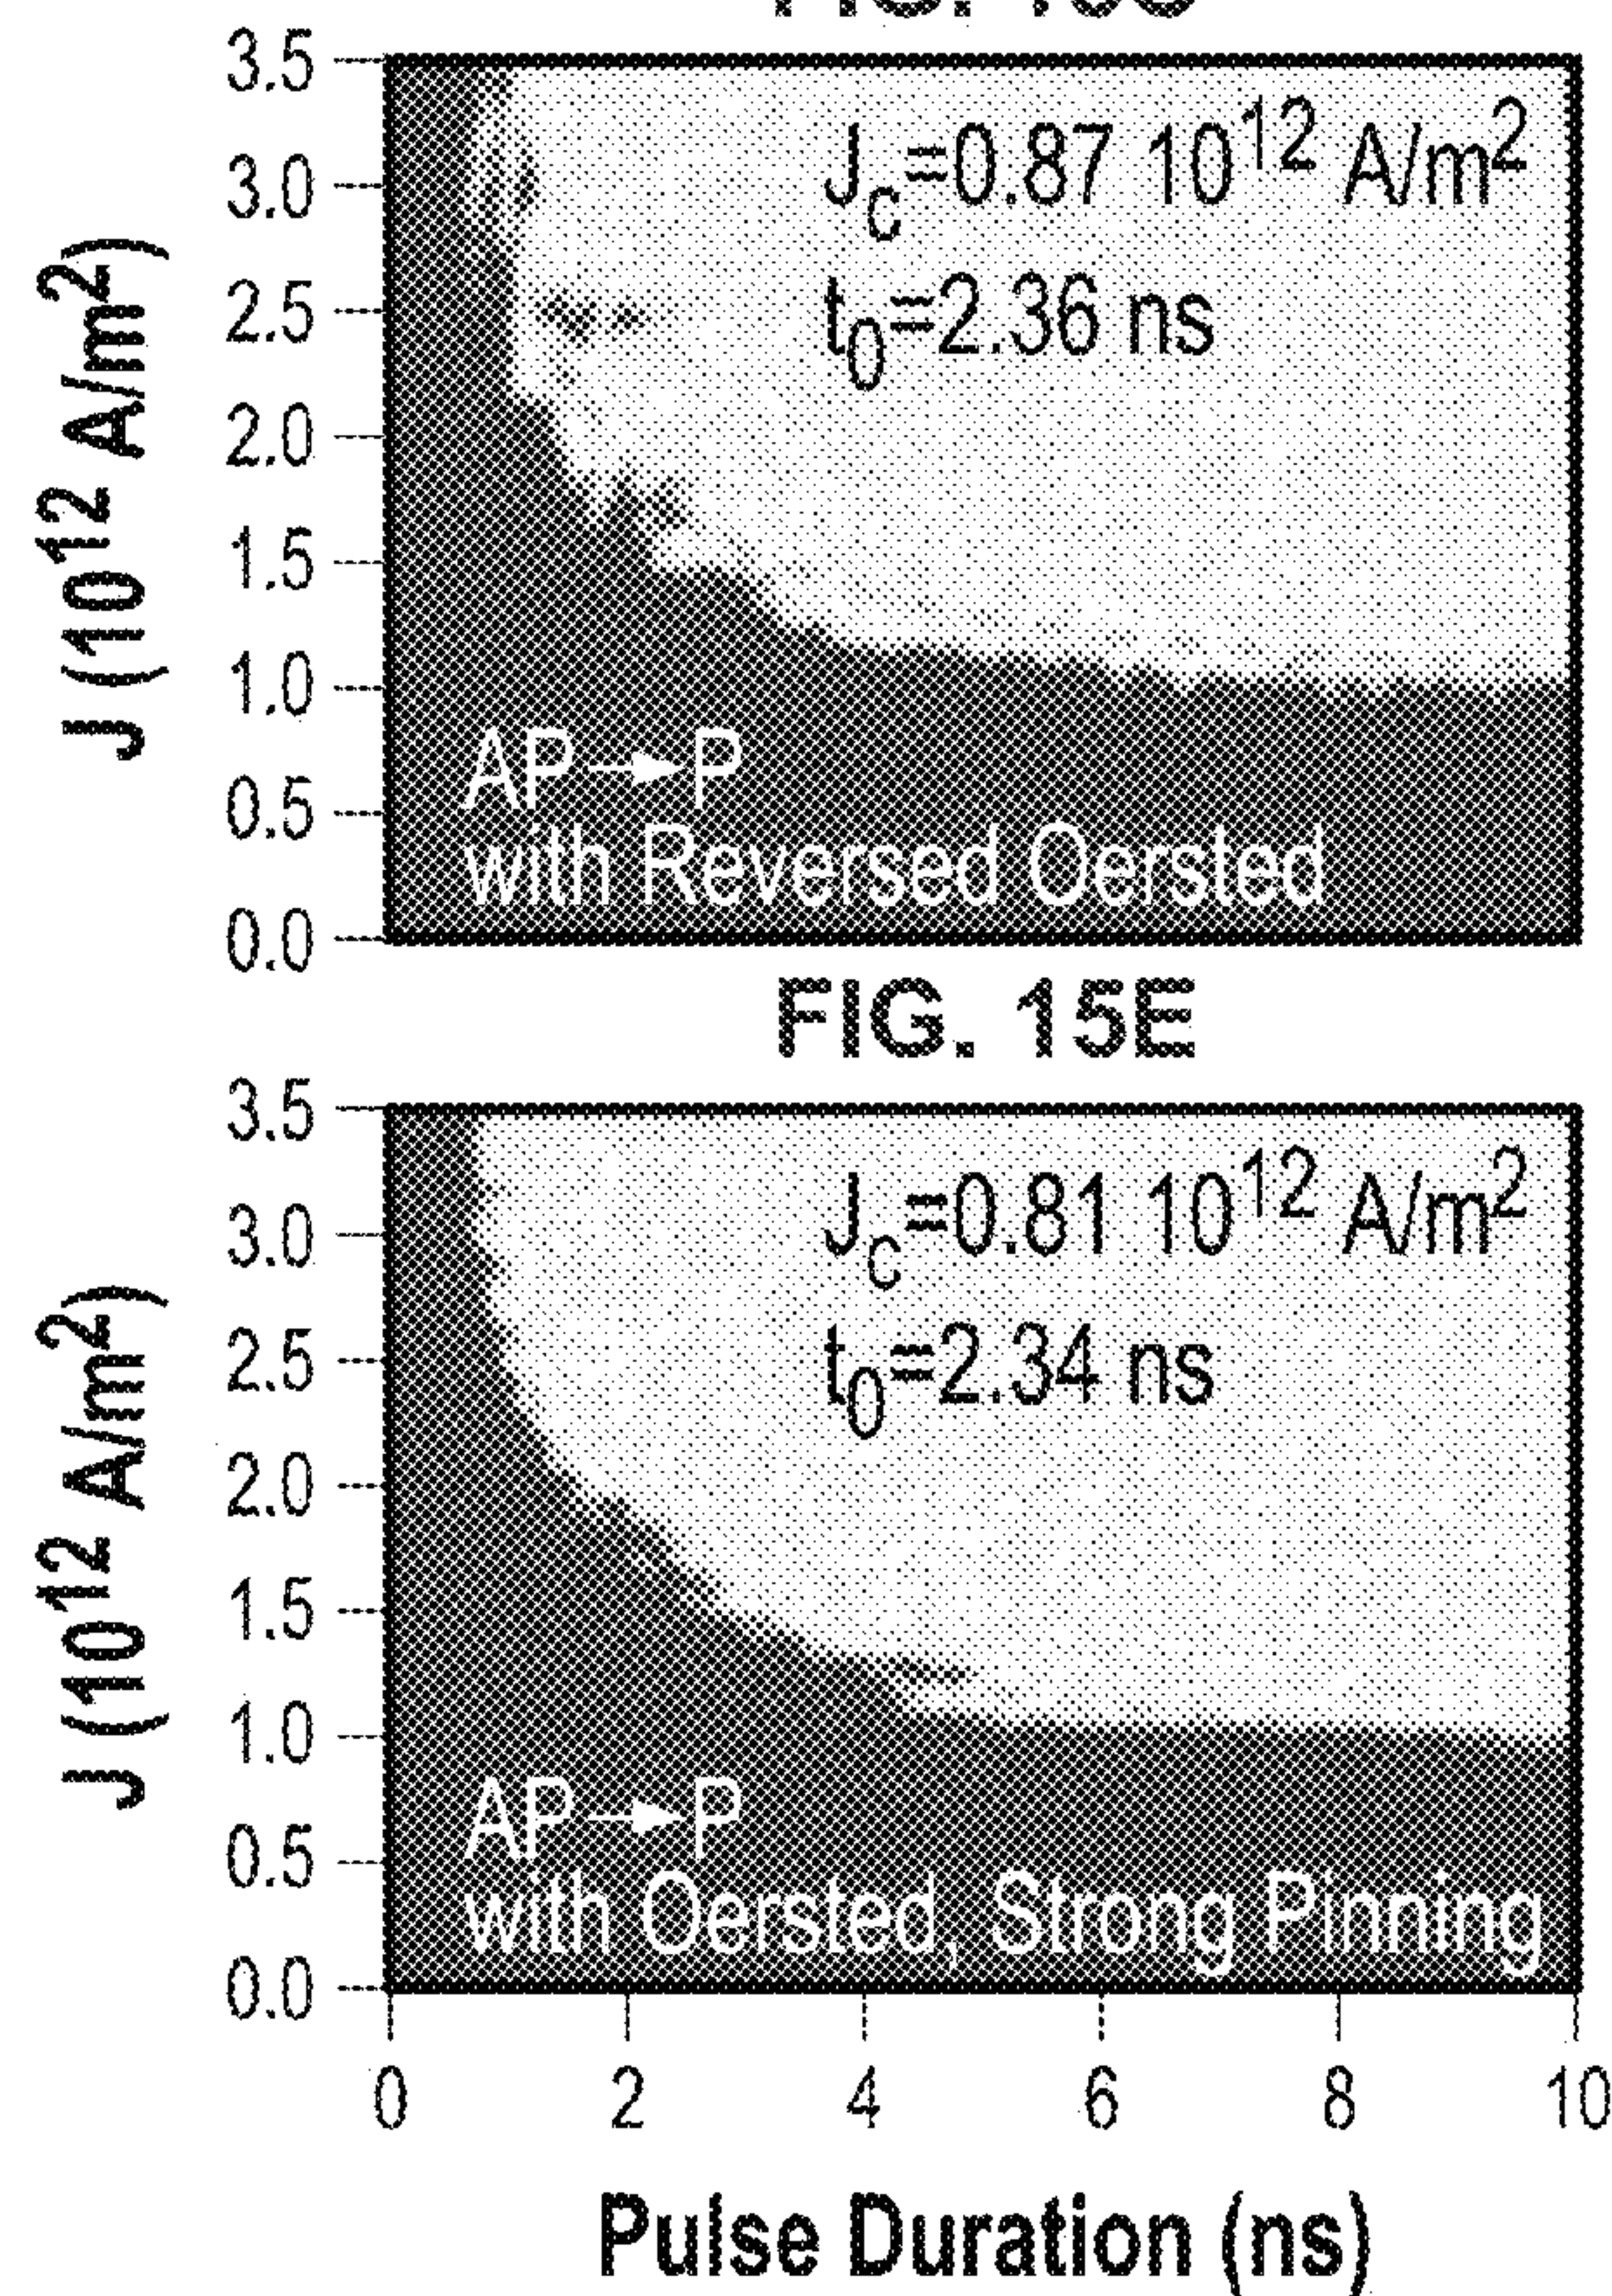 3.5
3.0
2.5
2.0
1.5
1.0
0.5
0.0
J (10¹² A/m²)
J꜀=0.87 10¹² A/m²
t₀=2.36 ns
AP→P
with Reversed Oersted
FIG. 15E
3.5
3.0
2.5
2.0
1.5
1.0
0.5
0.0
J (10¹² A/m²)
J꜀=0.81 10¹² A/m²
t₀=2.34 ns
AP→P
with Oersted, Strong Pinning
0 2 4 6 8 10
Pulse Duration (ns)